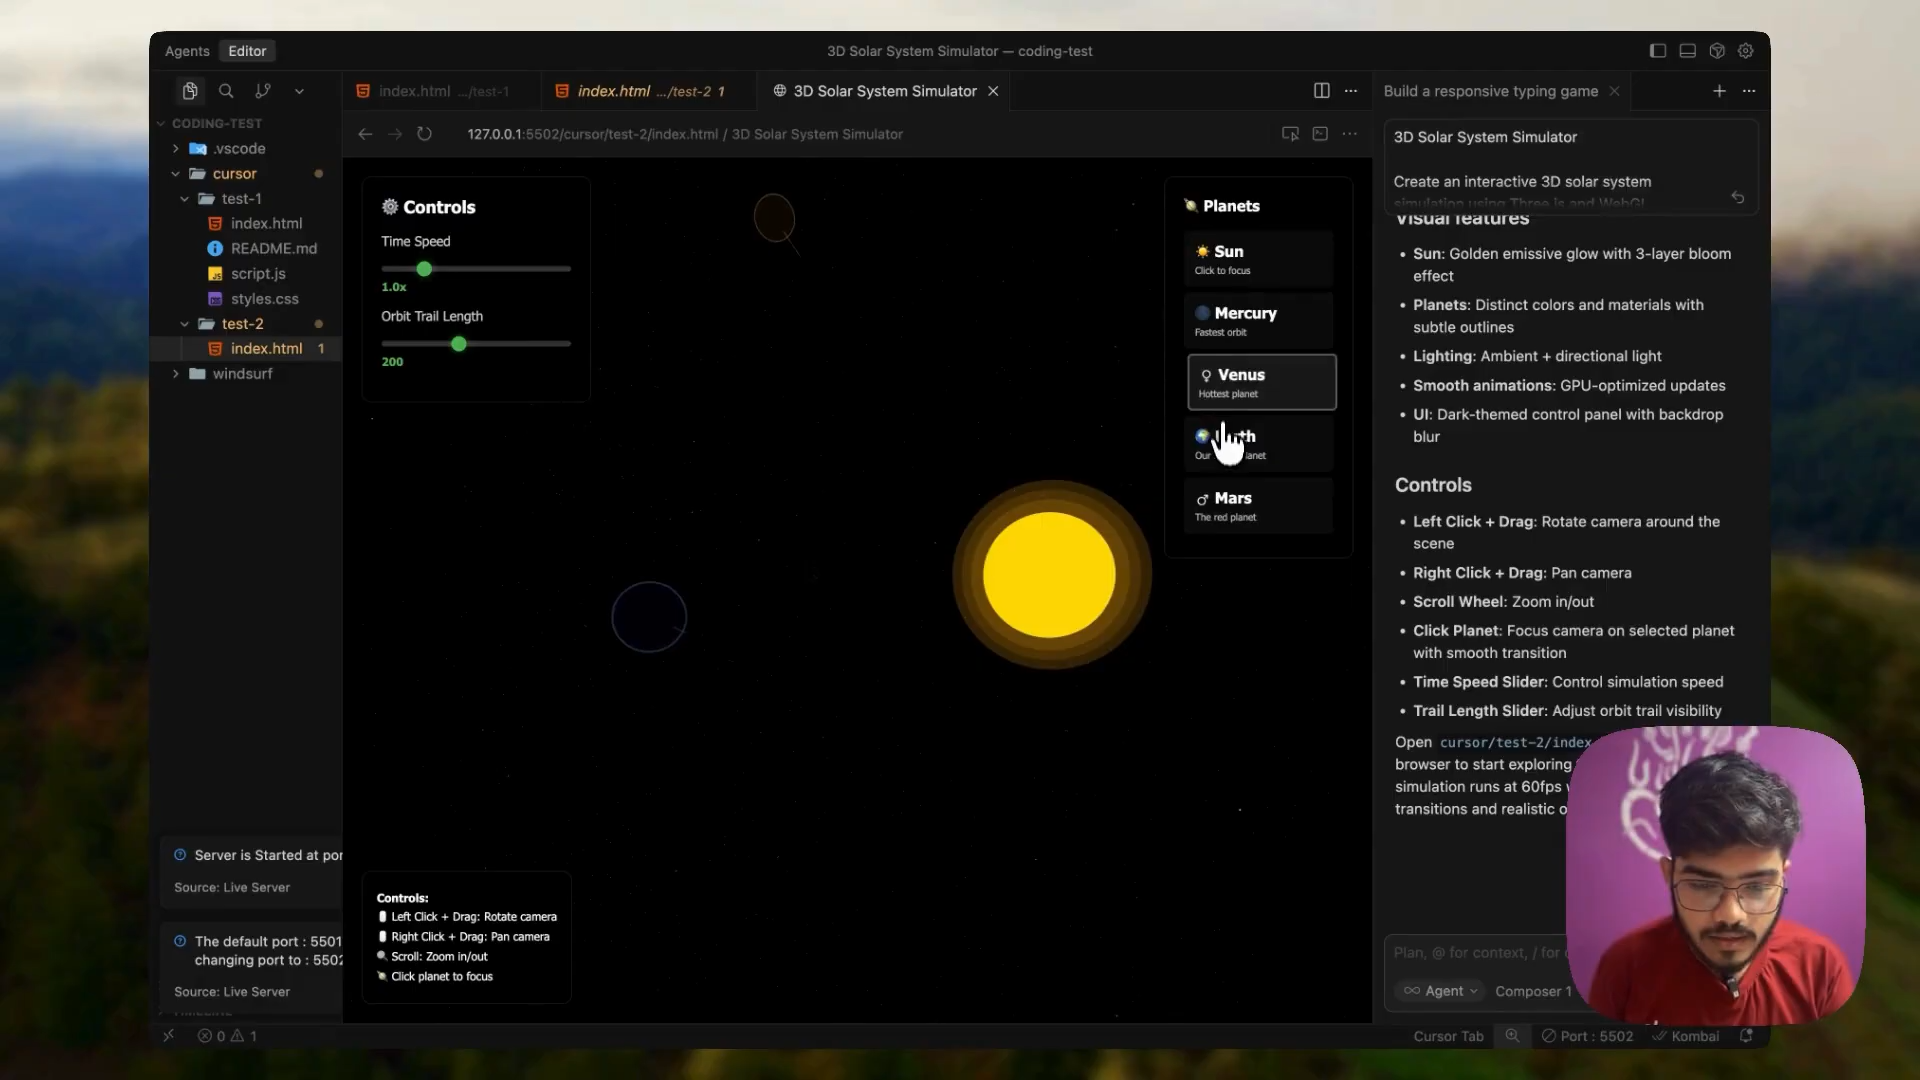 Agents
Editor
3D Solar System Simulator — coding-test
index.html .../test-1
index.html .../test-2 1
3D Solar System Simulator
Build a responsive typing game
CODING-TEST
.vscode
cursor
test-1
index.html
README.md
script.js
styles.css
test-2
index.html 1
windsurf
127.0.0.1:5502/cursor/test-2/index.html / 3D Solar System Simulator
Controls
Time Speed
1.0x
Orbit Trail Length
200
Planets
Sun
Click to focus
Mercury
Fastest orbit
Venus
Hottest planet
Our
Mars
The red planet
Controls:
Left Click + Drag: Rotate camera
Right Click + Drag: Pan camera
Scroll: Zoom in/out
Click planet to focus
3D Solar System Simulator
Create an interactive 3D solar system
simulation using Three.js and WebGL
Visual features
• Sun: Golden emissive glow with 3-layer bloom
effect
• Planets: Distinct colors and materials with
subtle outlines
• Lighting: Ambient + directional light
• Smooth animations: GPU-optimized updates
• UI: Dark-themed control panel with backdrop
blur
Controls
• Left Click + Drag: Rotate camera around the
scene
• Right Click + Drag: Pan camera
• Scroll Wheel: Zoom in/out
• Click Planet: Focus camera on selected planet
with smooth transition
• Time Speed Slider: Control simulation speed
• Trail Length Slider: Adjust orbit trail visibility
Open cursor/test-2/index
browser to start exploring
simulation runs at 60fps
transitions and realistic
Plan, @ for context, / for
Agent
Composer 1
Server is Started at
Source: Live Server
The default port : 5501
changing port to : 5502
Source: Live Server
0 1
Cursor Tab
Port : 5502
Kombai